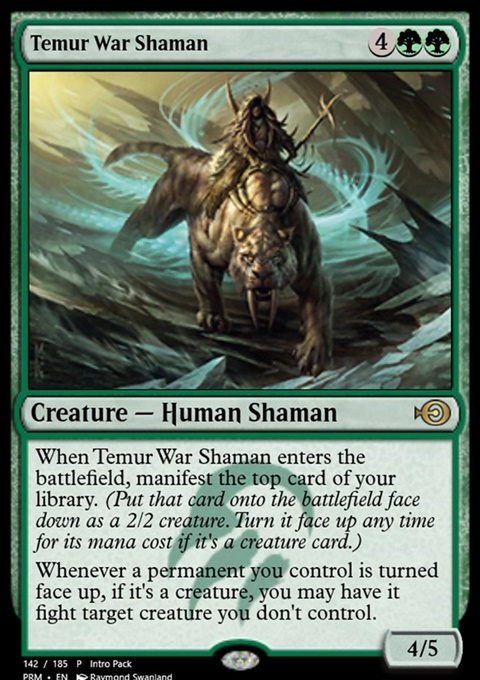 Temur War Shaman 4
Creature — Human Shaman
When Temur War Shaman enters the
battlefield, manifest the top card of your
library. (Put that card onto the battlefield face
down as a 2/2 creature. Turn it face up any time
for its mana cost if it's a creature card.)
Whenever a permanent you control is turned
face up, if it's a creature, you may have it
fight target creature you don't control.
4/5
142 / 185 P Intro Pack
PRM • EN Raymond Swanland